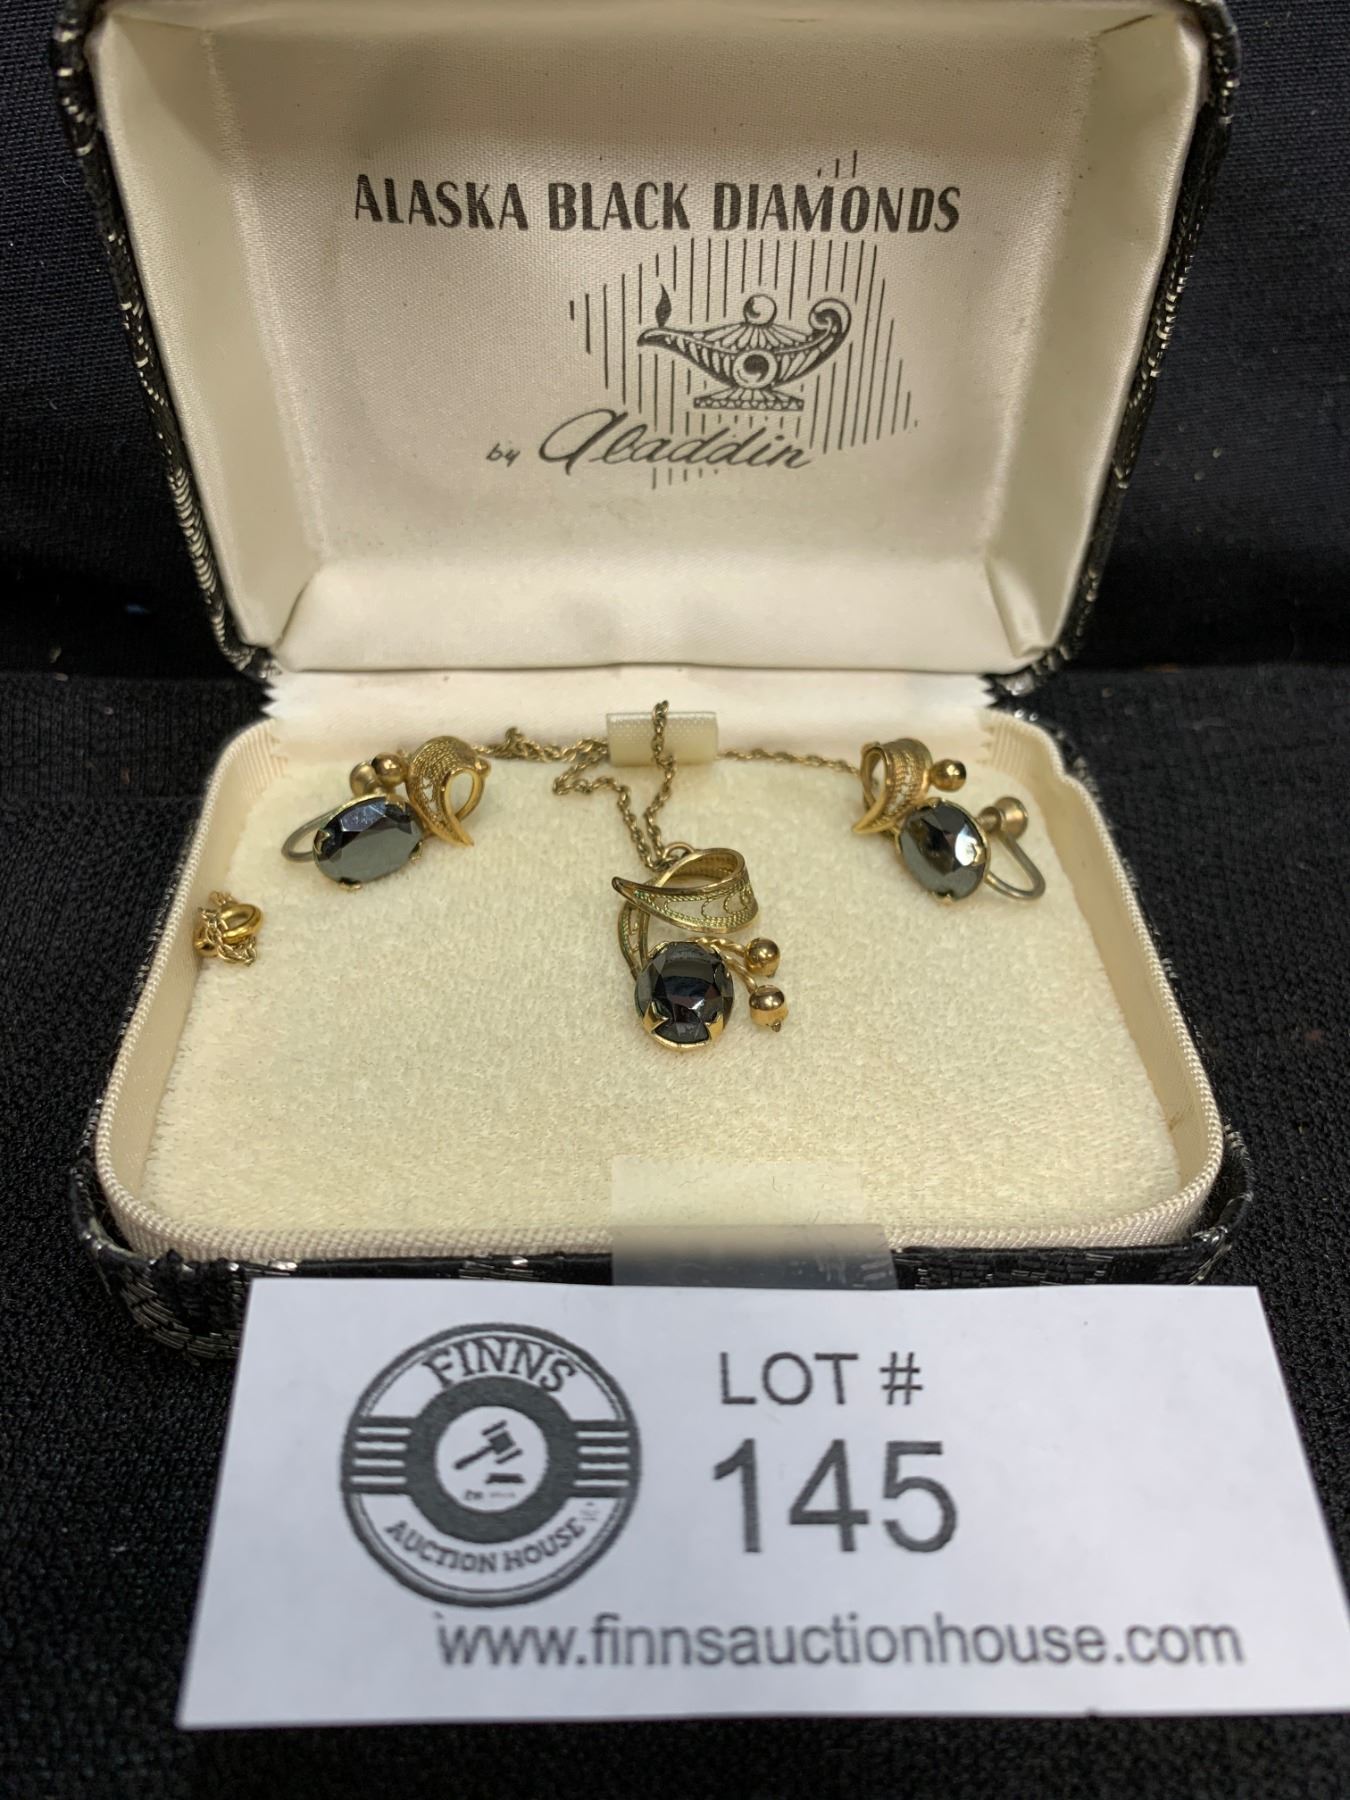 ALASKA BLACK DIAMONDS
by Aladdin
FINNS
AUCTION HOUSE
LOT #
145
www.finnsauctionhouse.com